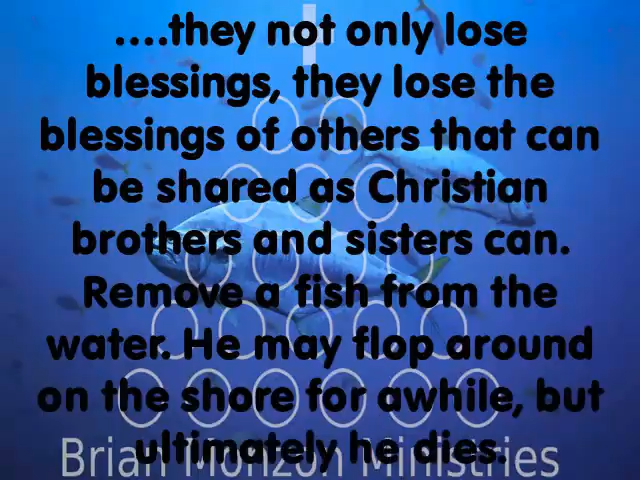 ....they not only lose
blessings, they lose the
blessings of others that can
be shared as Christian
brothers and sisters can.
Remove a fish from the
water. He may flop around
on the shore for awhile, but
ultimately he dies.
Brian Monzon Ministries